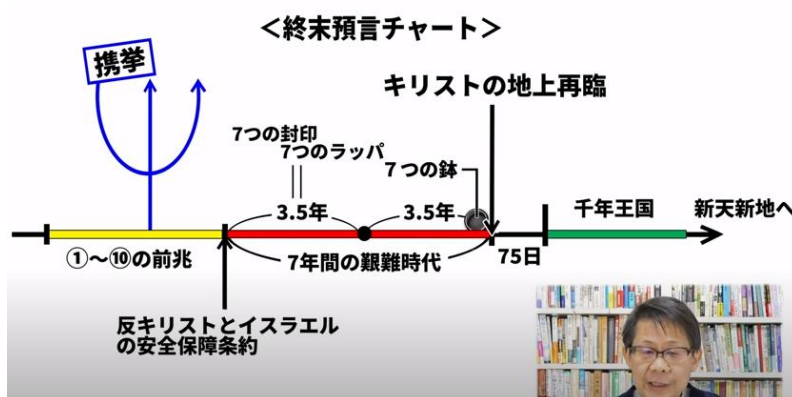 ＜終末預言チャート＞
携挙
キリストの地上再臨
7つの封印
7つのラッパ
7つの鉢
3.5年
3.5年
千年王国
新天新地へ
①～⑩の前兆
7年間の艱難時代
75日
反キリストとイスラエル
の安全保障条約